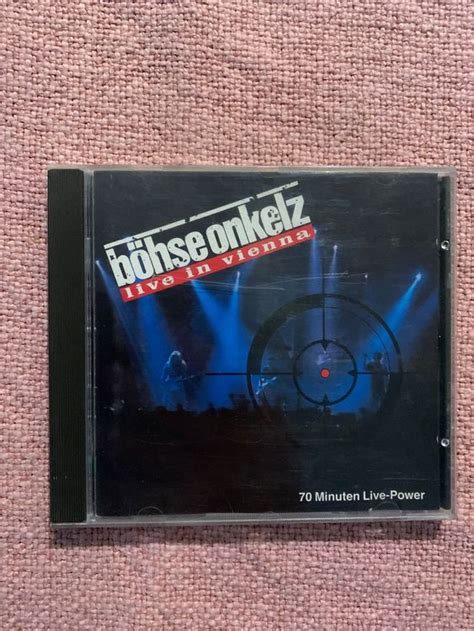 böhse onkelz
live in vienna
70 Minuten Live-Power